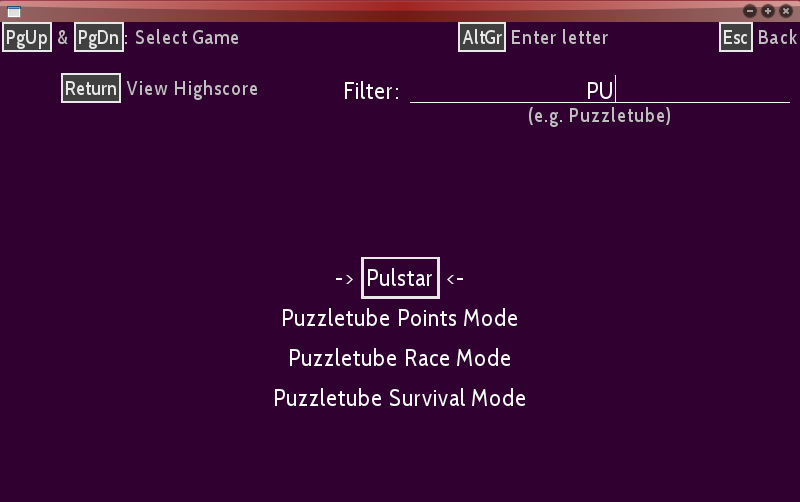 PgUp & PgDn: Select Game AltGr Enter letter Esc Back
Return View Highscore Filter: PU
(e.g. Puzzletube)
-> Pulstar <-
Puzzletube Points Mode
Puzzletube Race Mode
Puzzletube Survival Mode